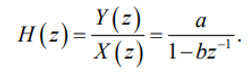 H(z) = Y(z)/X(z) = a/(1−bz⁻¹).